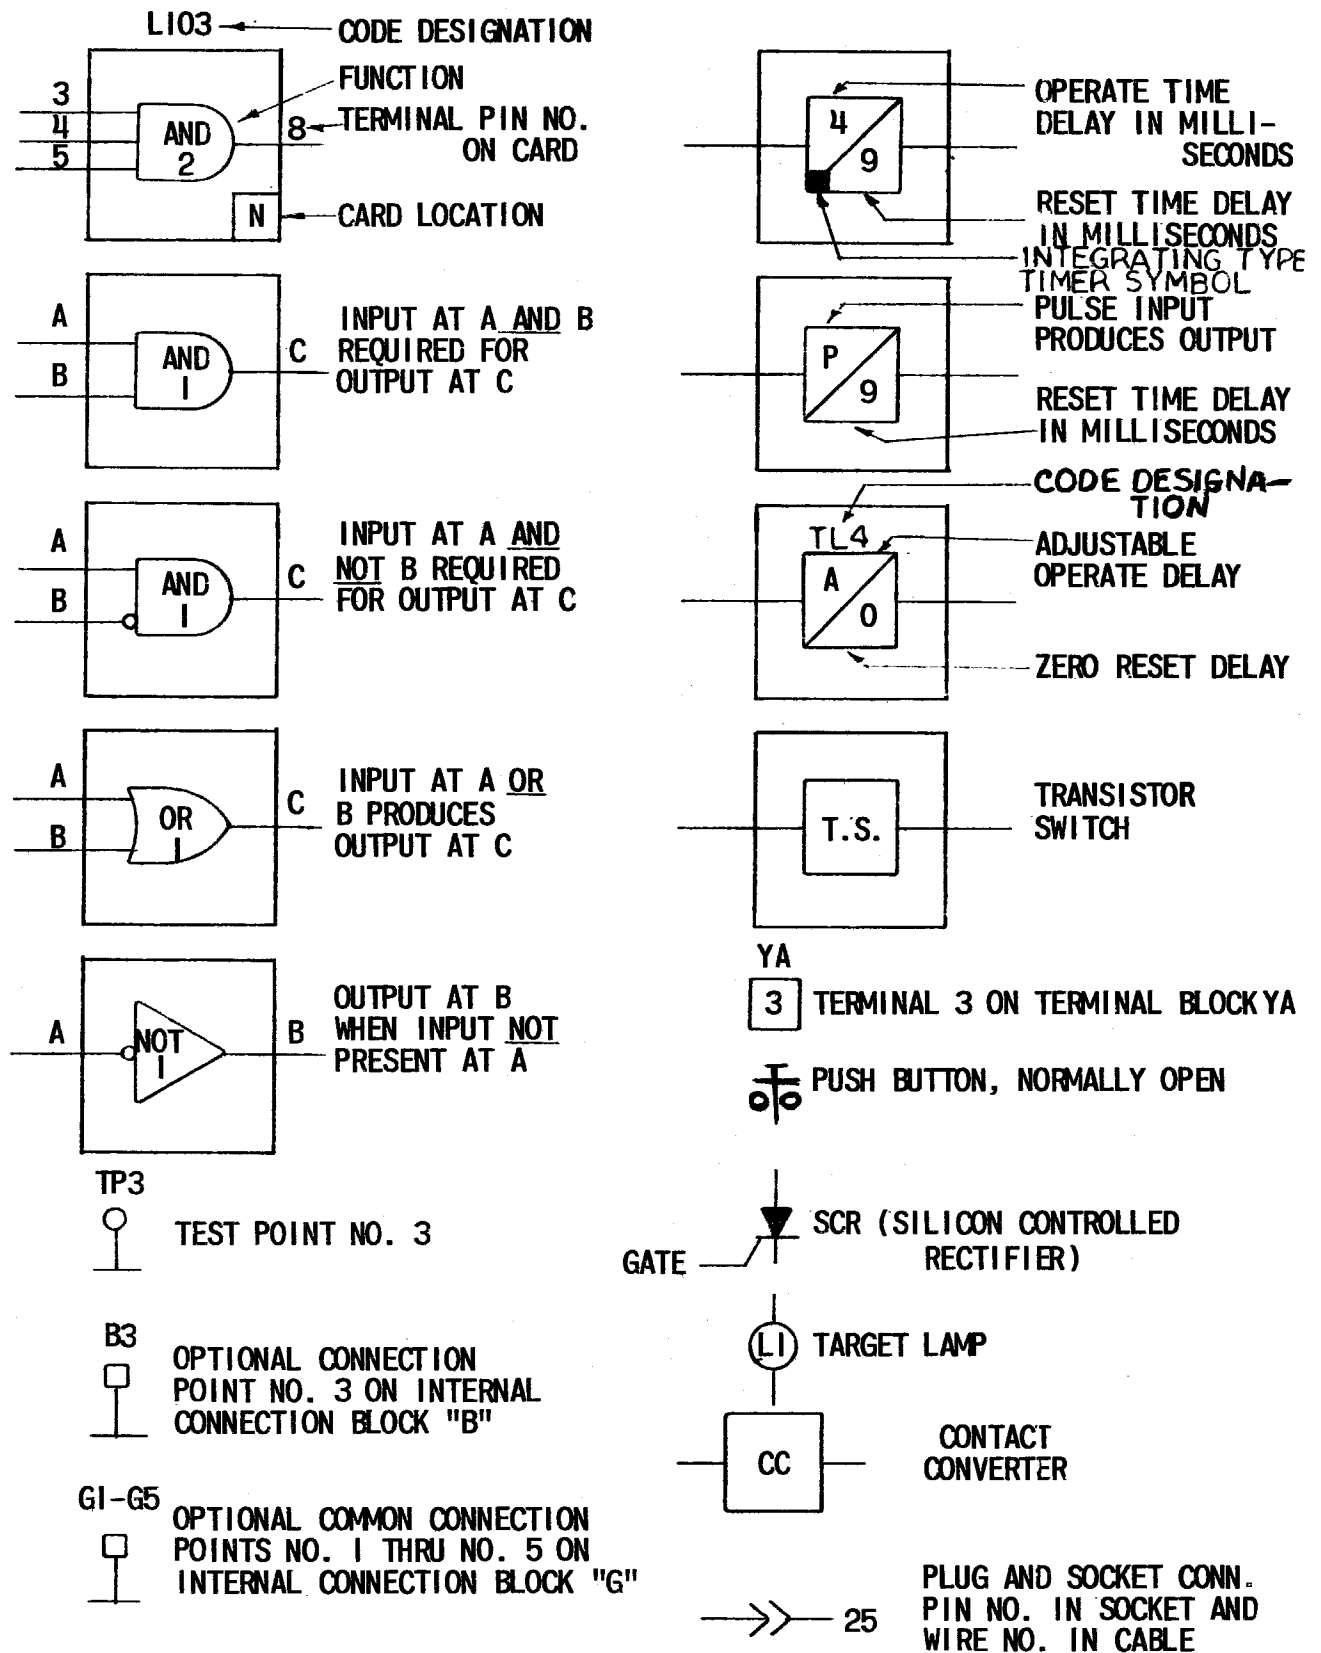 L103
CODE DESIGNATION
FUNCTION
3
4
5
AND
2
8
TERMINAL PIN NO.
ON CARD
N
CARD LOCATION
A
B
AND
1
C
INPUT AT A AND B
REQUIRED FOR
OUTPUT AT C
A
B
AND
1
C
INPUT AT A AND
NOT B REQUIRED
FOR OUTPUT AT C
A
B
OR
1
C
INPUT AT A OR
B PRODUCES
OUTPUT AT C
A
NOT
1
B
OUTPUT AT B
WHEN INPUT NOT
PRESENT AT A
TP3
TEST POINT NO. 3
B3
OPTIONAL CONNECTION
POINT NO. 3 ON INTERNAL
CONNECTION BLOCK "B"
G1-G5
OPTIONAL COMMON CONNECTION
POINTS NO. 1 THRU NO. 5 ON
INTERNAL CONNECTION BLOCK "G"
4
9
OPERATE TIME
DELAY IN MILLI-
SECONDS
RESET TIME DELAY
IN MILLISECONDS
INTEGRATING TYPE
TIMER SYMBOL
P
9
PULSE INPUT
PRODUCES OUTPUT
RESET TIME DELAY
IN MILLISECONDS
CODE DESIGNA-
TION
TL4
A
0
ADJUSTABLE
OPERATE DELAY
ZERO RESET DELAY
T.S.
TRANSISTOR
SWITCH
YA
3
TERMINAL 3 ON TERMINAL BLOCK YA
PUSH BUTTON, NORMALLY OPEN
GATE
SCR (SILICON CONTROLLED
RECTIFIER)
L1
TARGET LAMP
CC
CONTACT
CONVERTER
25
PLUG AND SOCKET CONN.
PIN NO. IN SOCKET AND
WIRE NO. IN CABLE